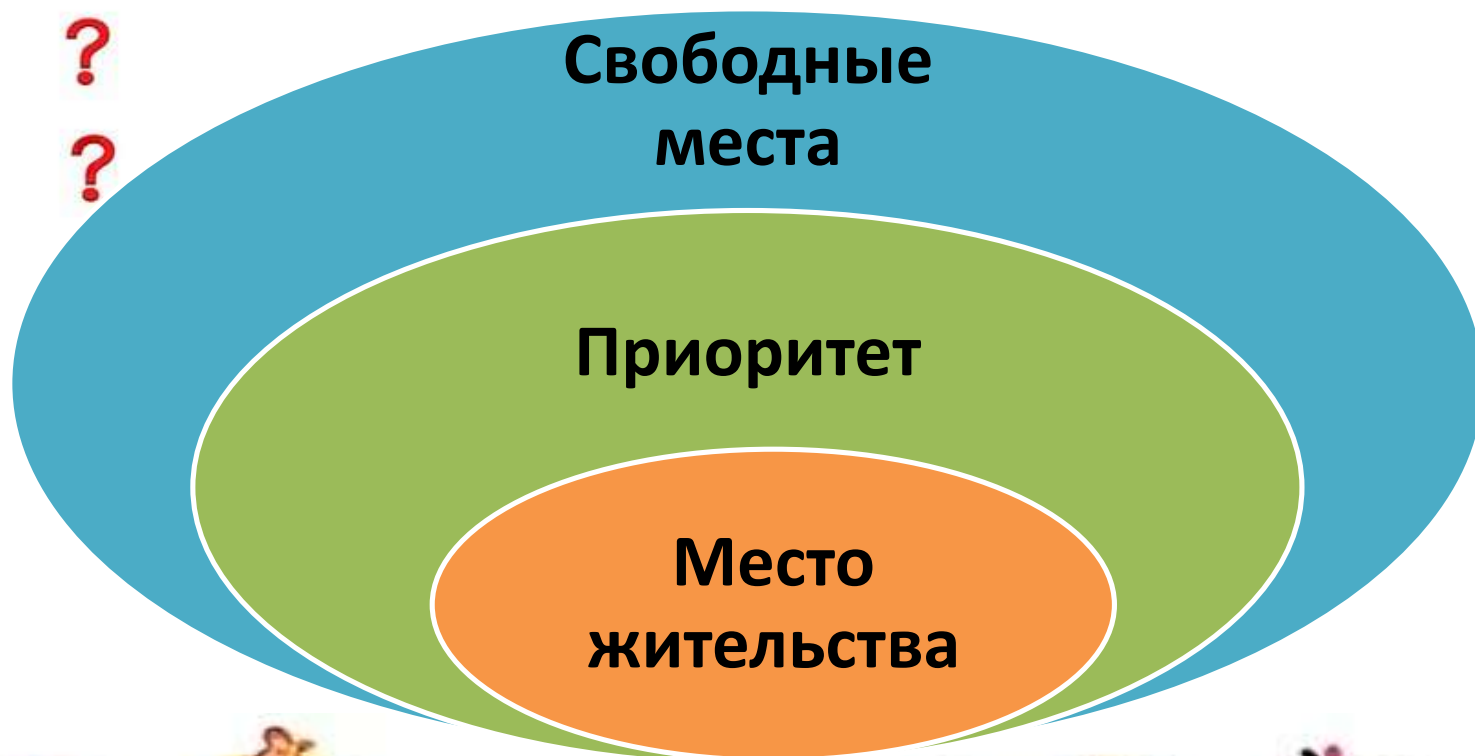 ?
?
Свободные
места
Приоритет
Место
жительства